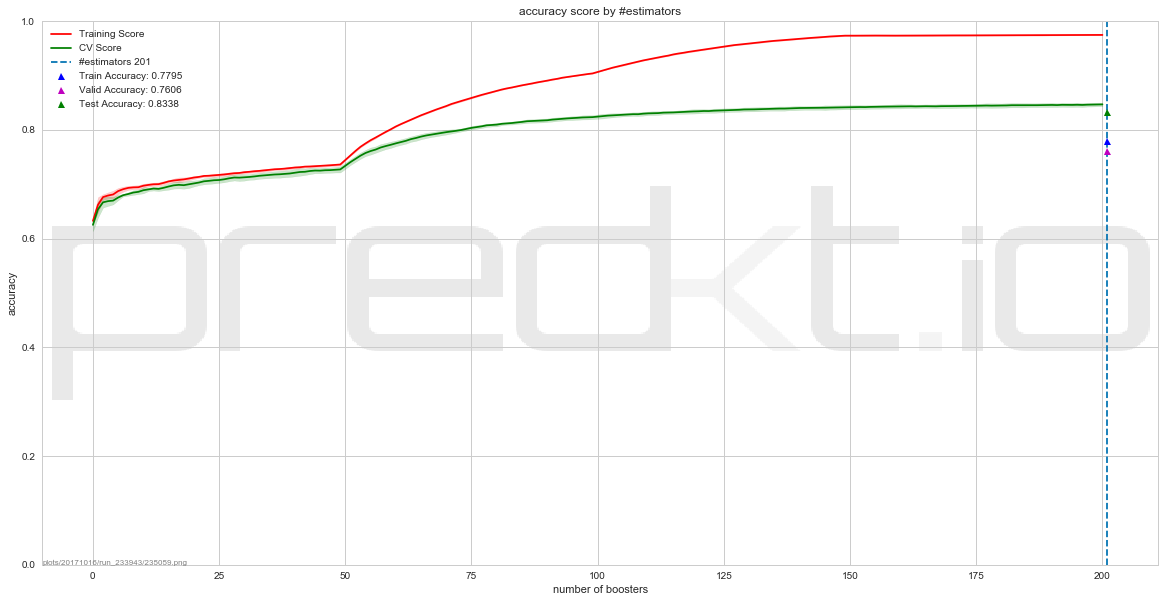 accuracy score by #estimators
1.0
0.8
0.6
0.4
0.2
0.0
accuracy
Training Score
CV Score
#estimators 201
Train Accuracy: 0.7795
Valid Accuracy: 0.7606
Test Accuracy: 0.8338
predkt.io
plots/20171016/run_233943/235059.png
0 25 50 75 100 125 150 175 200
number of boosters